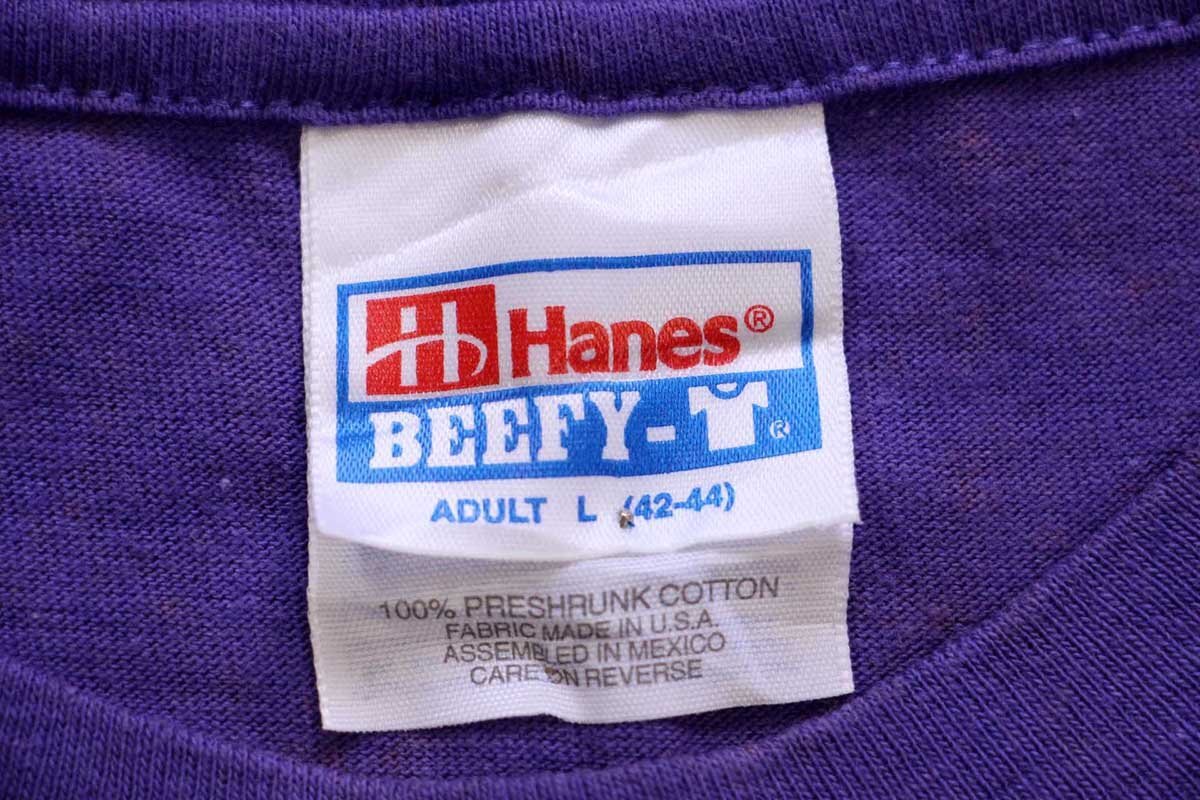 H Hanes®
BEEFY-T®
ADULT L (42-44)
100% PRESHRUNK COTTON
FABRIC MADE IN U.S.A.
ASSEMBLED IN MEXICO
CARE ON REVERSE